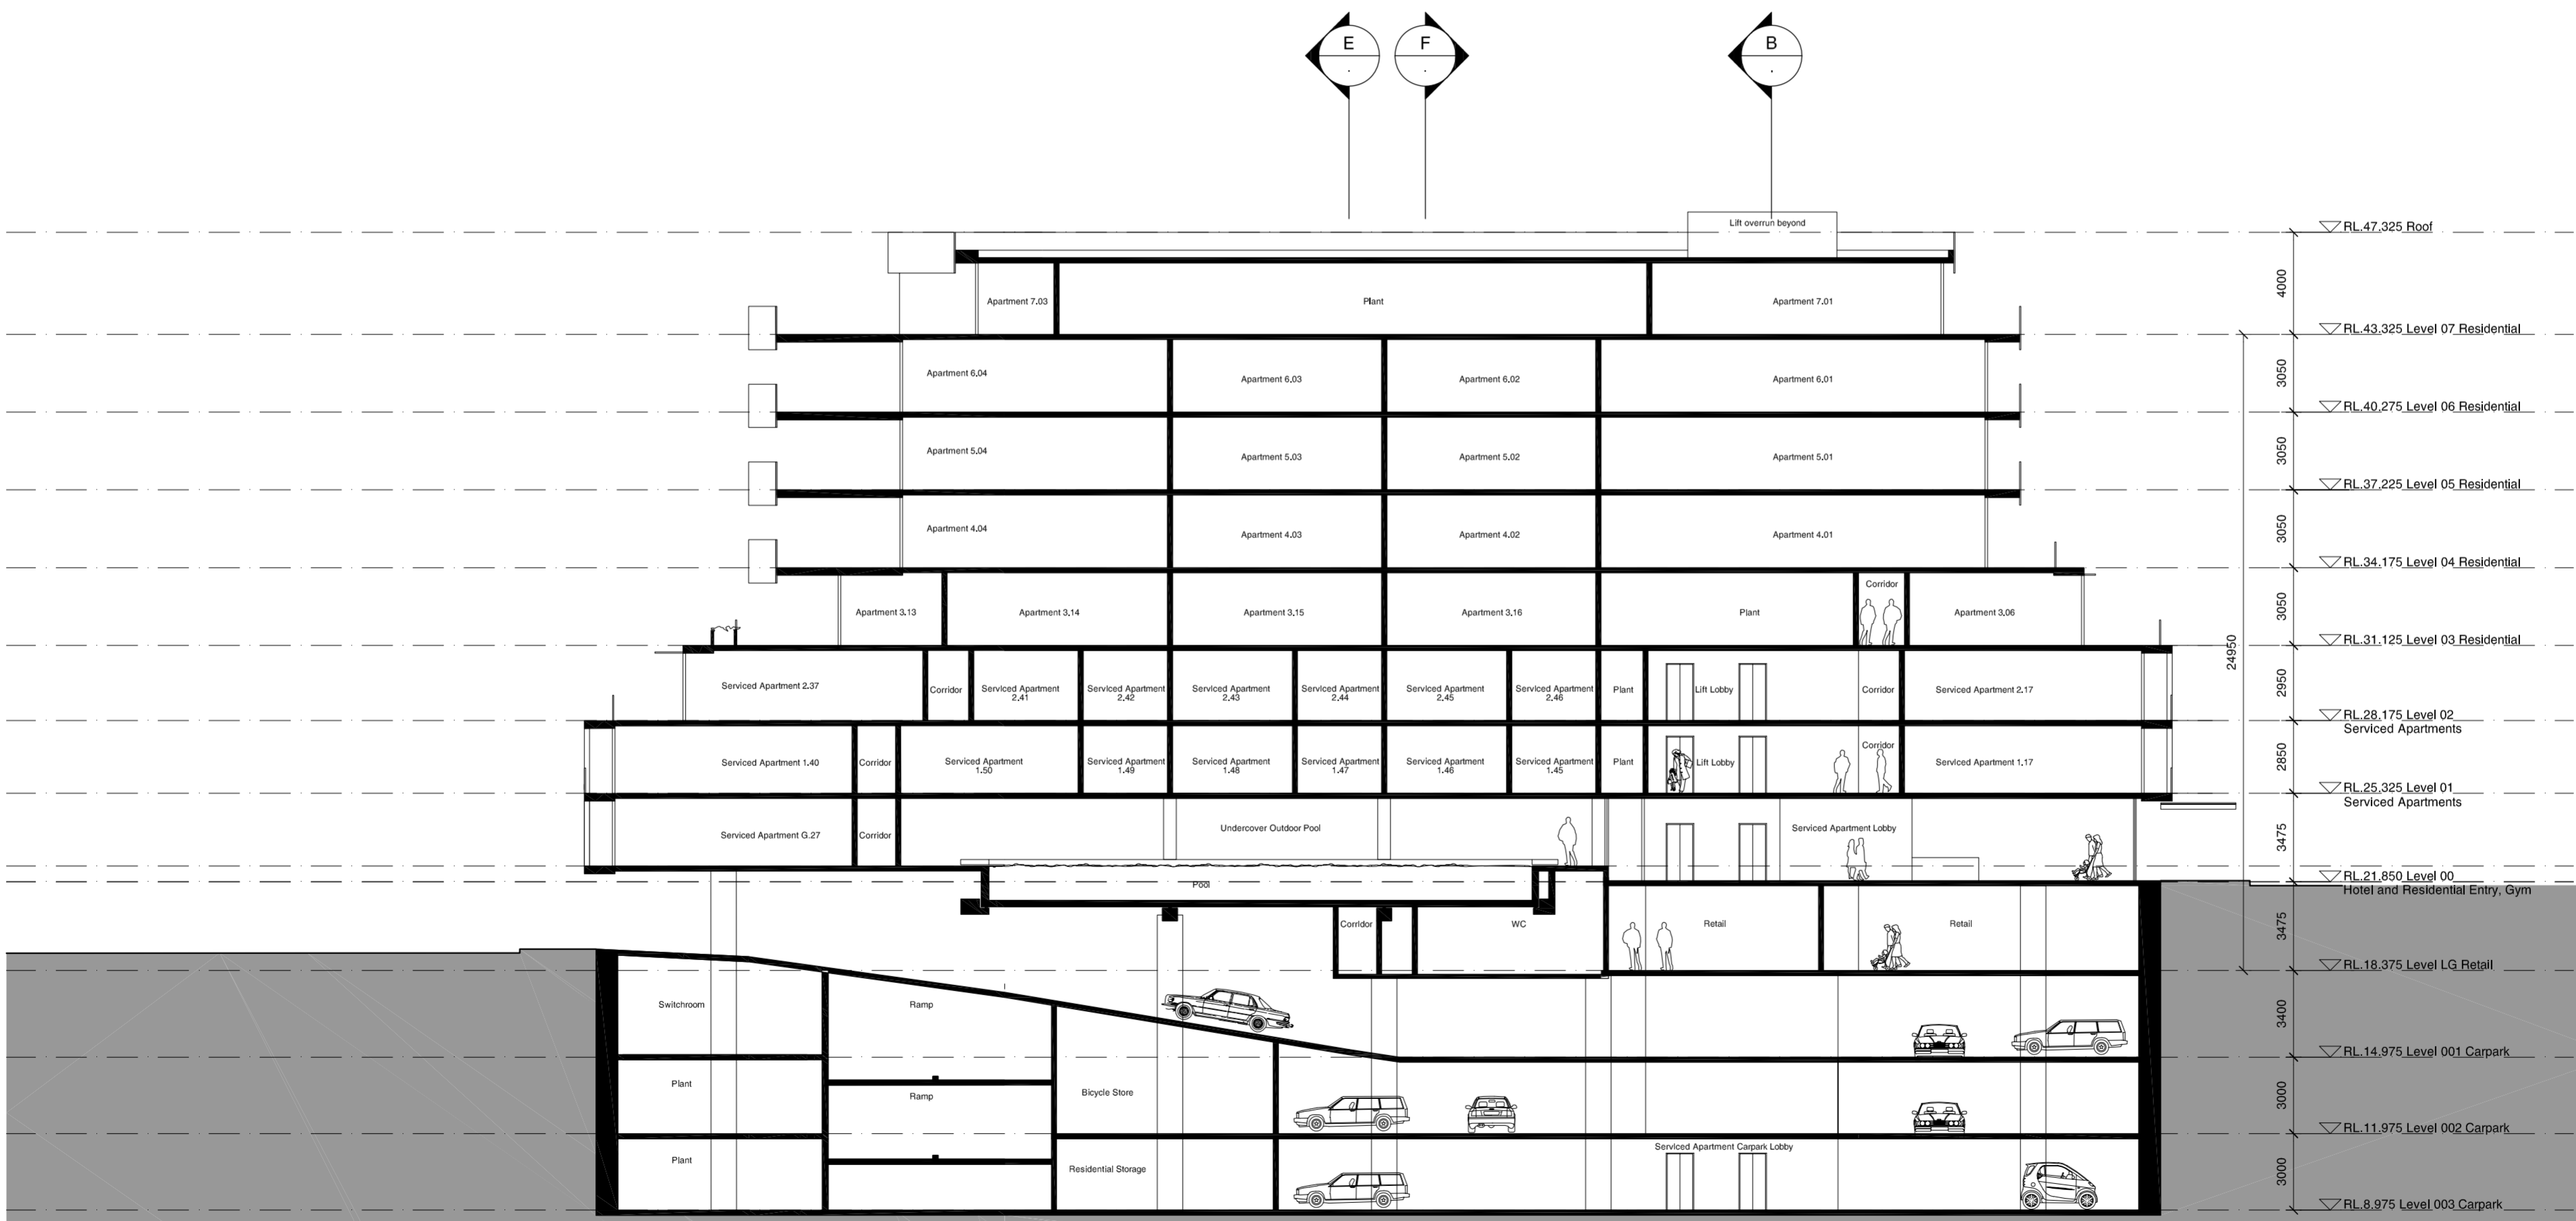 E
F
B
Lift overrun beyond
RL.47.325 Roof
4000
Apartment 7.03
Plant
Apartment 7.01
RL.43.325 Level 07 Residential
3050
Apartment 6.04
Apartment 6.03
Apartment 6.02
Apartment 6.01
RL.40.275 Level 06 Residential
3050
Apartment 5.04
Apartment 5.03
Apartment 5.02
Apartment 5.01
RL.37.225 Level 05 Residential
3050
Apartment 4.04
Apartment 4.03
Apartment 4.02
Apartment 4.01
RL.34.175 Level 04 Residential
3050
Apartment 3.13
Apartment 3.14
Apartment 3.15
Apartment 3.16
Plant
Corridor
Apartment 3.06
RL.31.125 Level 03 Residential
24950
2950
Serviced Apartment 2.37
Corridor
Serviced Apartment
2.41
Serviced Apartment
2.42
Serviced Apartment
2.43
Serviced Apartment
2.44
Serviced Apartment
2.45
Serviced Apartment
2.46
Plant
Lift Lobby
Corridor
Serviced Apartment 2.17
RL.28.175 Level 02
Serviced Apartments
2850
Serviced Apartment 1.40
Corridor
Serviced Apartment
1.50
Serviced Apartment
1.49
Serviced Apartment
1.48
Serviced Apartment
1.47
Serviced Apartment
1.46
Serviced Apartment
1.45
Plant
Lift Lobby
Corridor
Serviced Apartment 1.17
RL.25.325 Level 01
Serviced Apartments
3475
Serviced Apartment G.27
Corridor
Undercover Outdoor Pool
Serviced Apartment Lobby
Pool
RL.21.850 Level 00
Hotel and Residential Entry, Gym
3475
Corridor
WC
Retail
Retail
RL.18.375 Level LG Retail
3400
Switchroom
Ramp
RL.14.975 Level 001 Carpark
3000
Plant
Ramp
Bicycle Store
RL.11.975 Level 002 Carpark
3000
Plant
Residential Storage
Serviced Apartment Carpark Lobby
RL.8.975 Level 003 Carpark